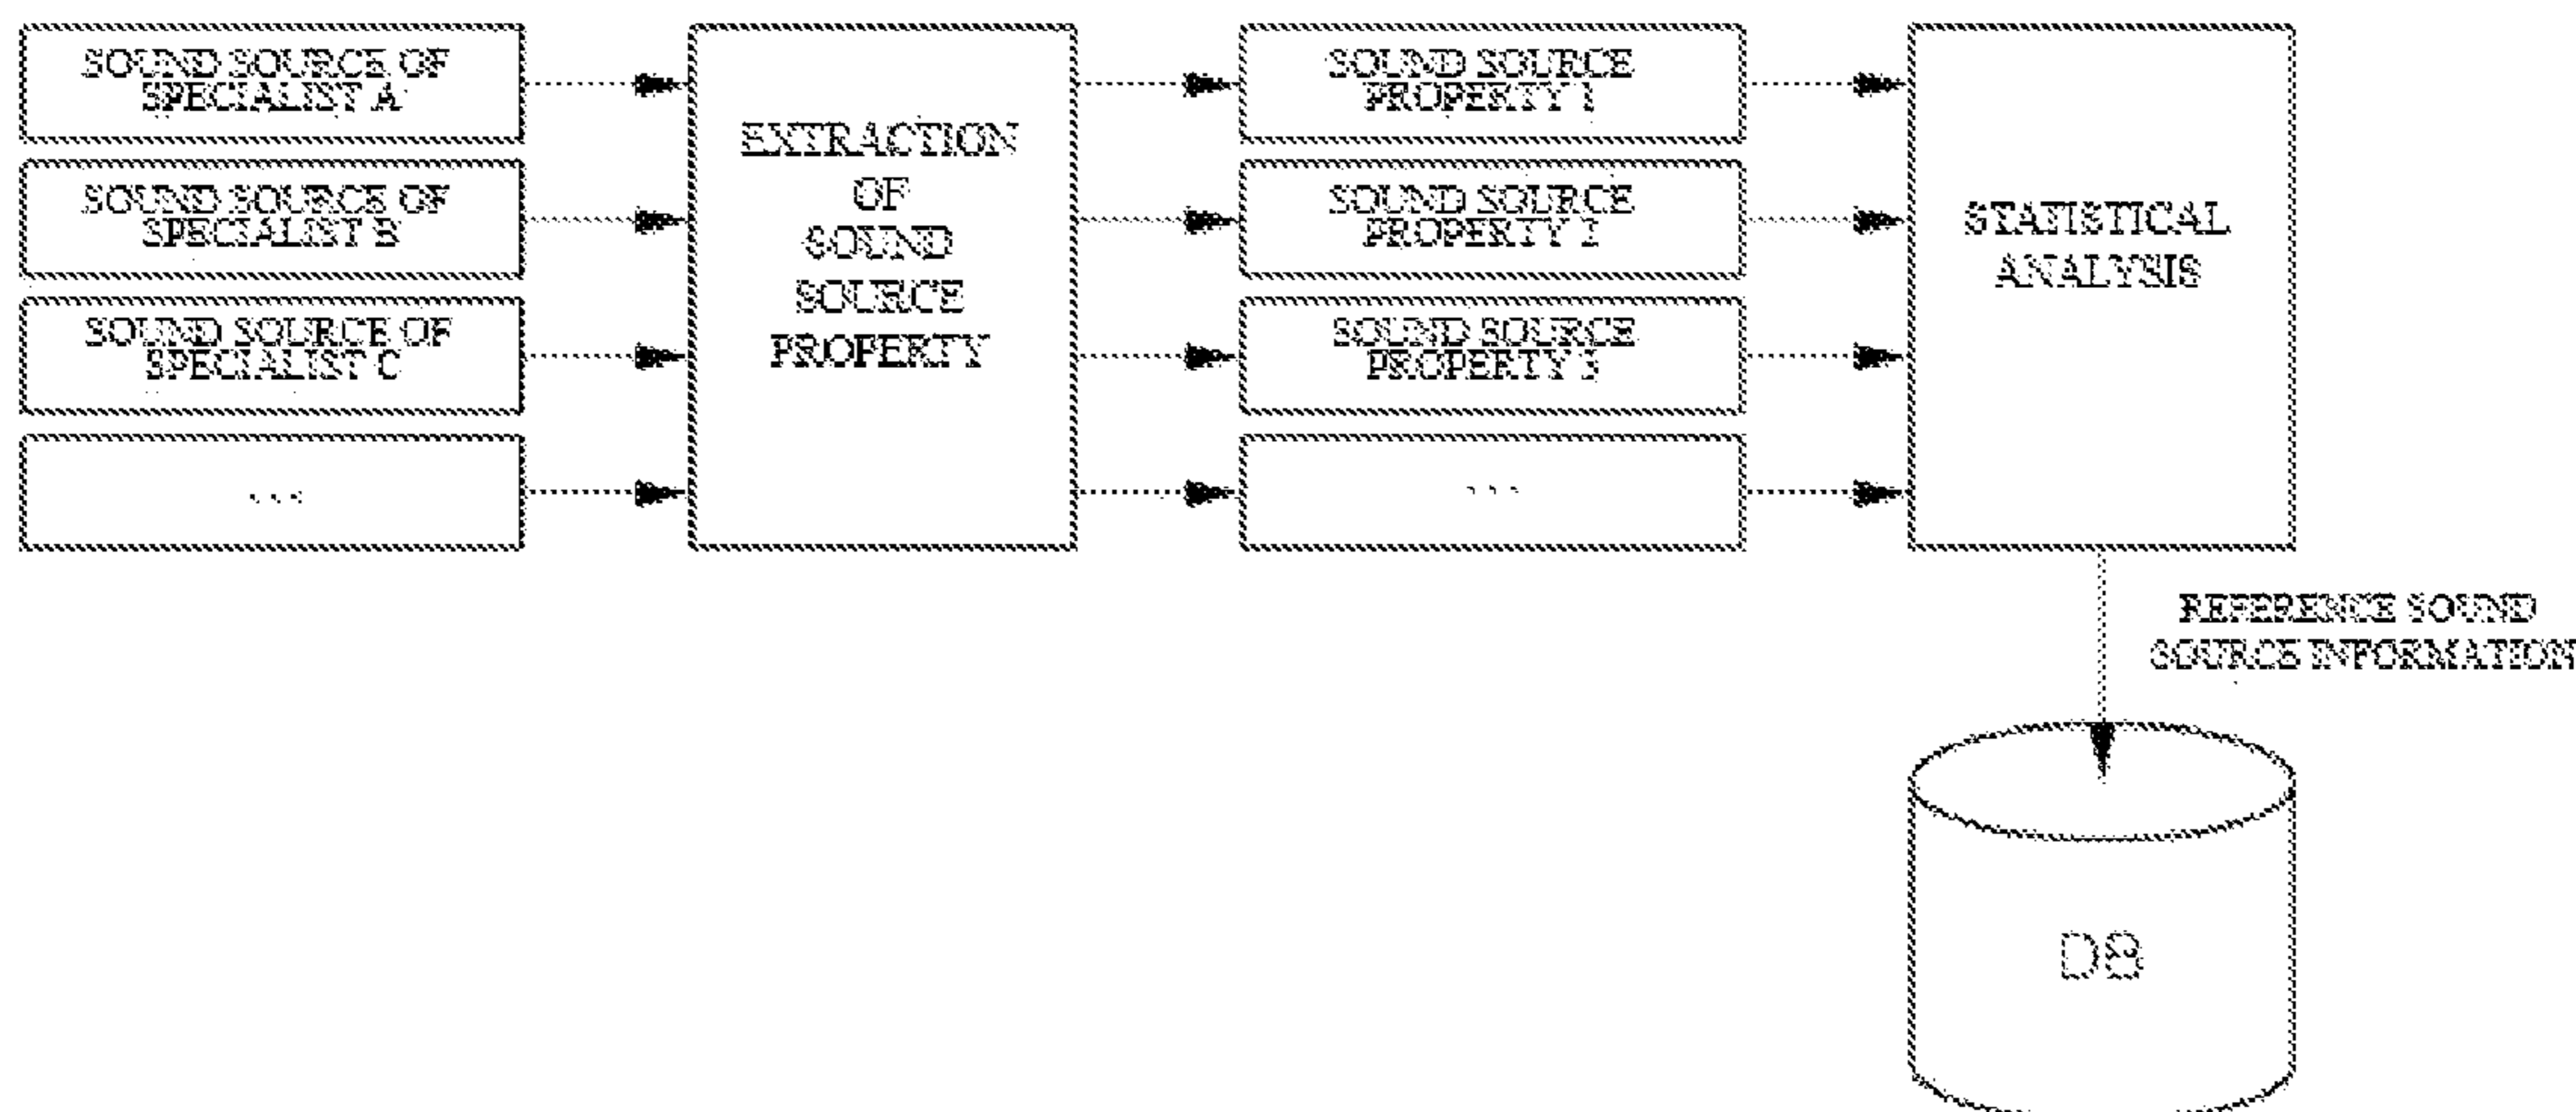 SOUND SOURCE OF
SPECIALIST A
SOUND SOURCE OF
SPECIALIST B
SOUND SOURCE OF
SPECIALIST C
...
EXTRACTION
OF
SOUND
SOURCE
PROPERTY
SOUND SOURCE
PROPERTY 1
SOUND SOURCE
PROPERTY 2
SOUND SOURCE
PROPERTY 3
...
STATISTICAL
ANALYSIS
REFERENCE SOUND
SOURCE INFORMATION
DB